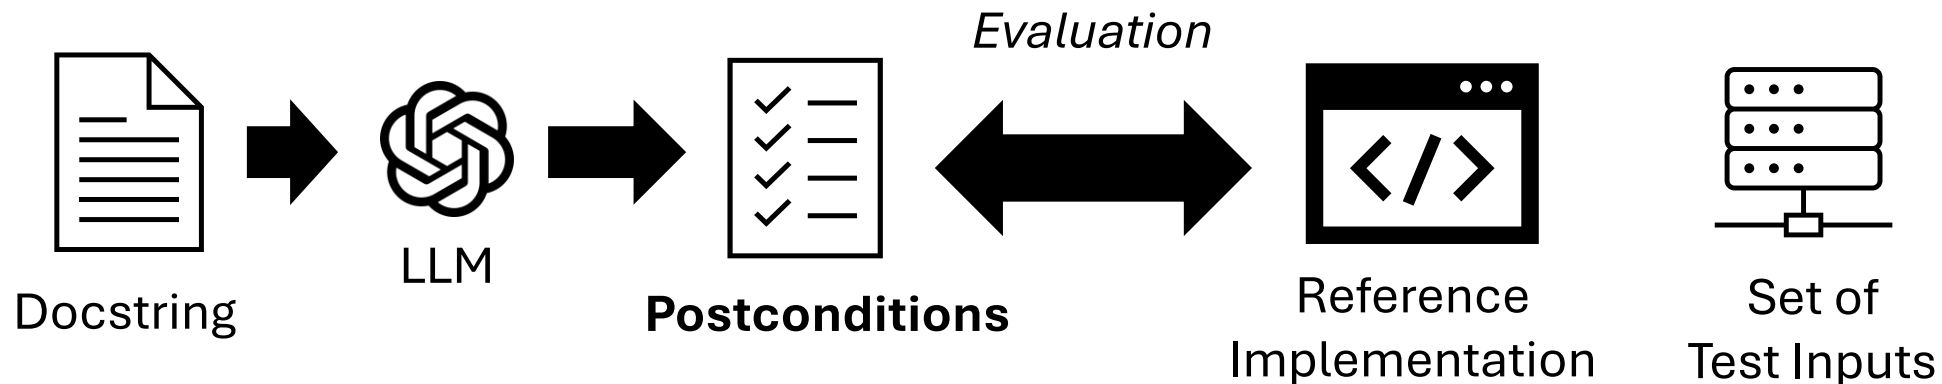 Evaluation
</>
LLM
Docstring
Postconditions
Reference
Implementation
Set of
Test Inputs